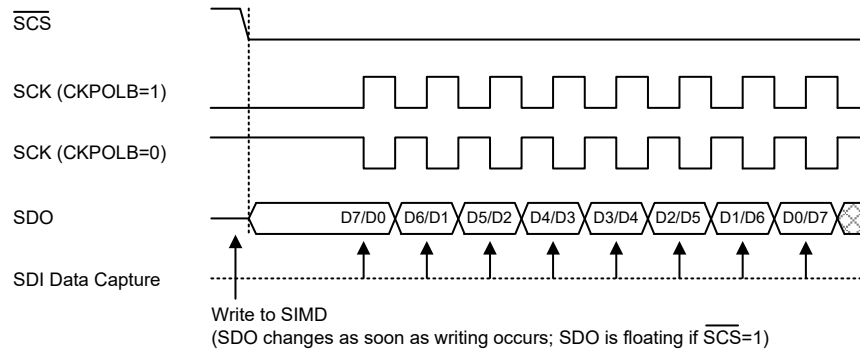 SCS
SCK (CKPOLB=1)
SCK (CKPOLB=0)
SDO
D7/D0 D6/D1 D5/D2 D4/D3 D3/D4 D2/D5 D1/D6 D0/D7
SDI Data Capture
Write to SIMD
(SDO changes as soon as writing occurs; SDO is floating if SCS=1)